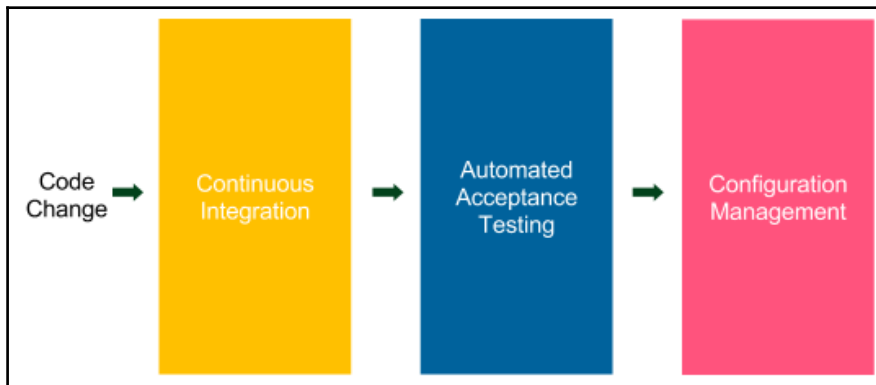 Code
Change
Continuous
Integration
Automated
Acceptance
Testing
Configuration
Management